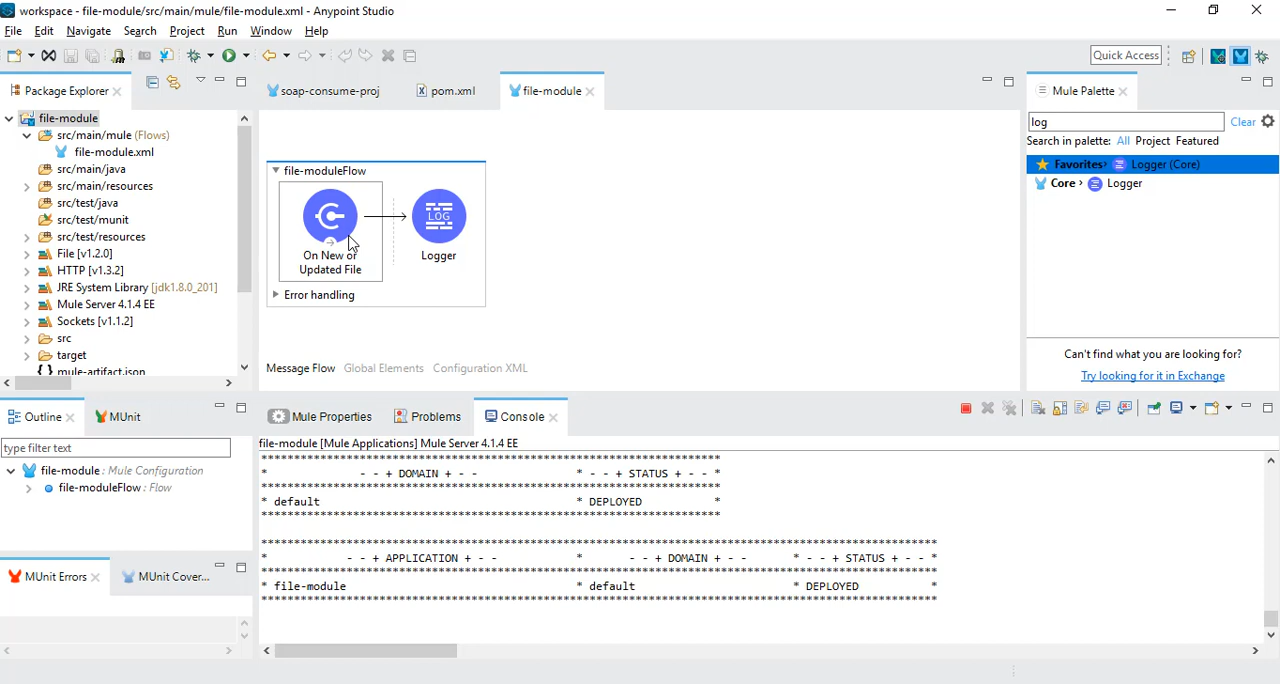 workspace - file-module/src/main/mule/file-module.xml - Anypoint Studio
File Edit Navigate Search Project Run Window Help
Quick Access
Package Explorer
soap-consume-proj
pom.xml
file-module
Mule Palette
file-module
src/main/mule (Flows)
file-module.xml
src/main/java
src/main/resources
src/test/java
src/test/munit
src/test/resources
File [v1.2.0]
HTTP [v1.3.2]
JRE System Library [jdk1.8.0_201]
Mule Server 4.1.4 EE
Sockets [v1.1.2]
src
target
mule-artifact.json
file-moduleFlow
LOG
On New or
Updated File
Logger
Error handling
Message Flow Global Elements Configuration XML
log
Clear
Search in palette: All Project Featured
Favorites› Logger (Core)
Core › Logger
Can't find what you are looking for?
Try looking for it in Exchange
Outline
MUnit
type filter text
file-module : Mule Configuration
file-moduleFlow : Flow
MUnit Errors
MUnit Cover...
Mule Properties
Problems
Console
file-module [Mule Applications] Mule Server 4.1.4 EE
*******************************************************
* - - + DOMAIN + - - * - - + STATUS + - - *
*******************************************************
* default * DEPLOYED *
*******************************************************
*********************************************************************************
* - - + APPLICATION + - - * - - + DOMAIN + - - * - - + STATUS + - - *
*********************************************************************************
* file-module * default * DEPLOYED *
*********************************************************************************